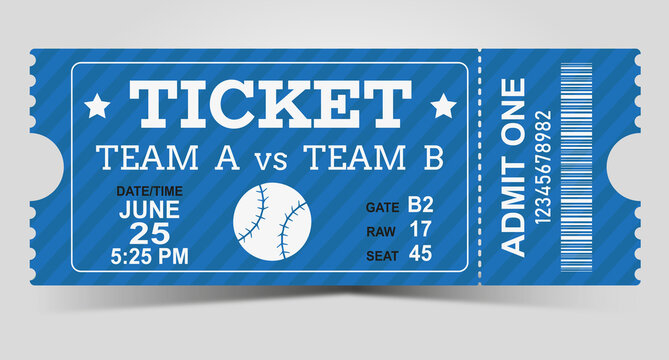 TICKET
TEAM A vs TEAM B
DATE/TIME
JUNE
25
5:25 PM
GATE B2
RAW 17
SEAT 45
ADMIT ONE
12345678982